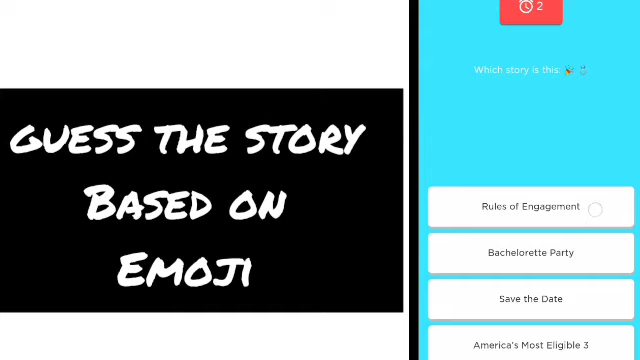 GUESS THE STORY
BASED ON
EMOJI
2
Which story is this: 🎉 💍
Rules of Engagement
Bachelorette Party
Save the Date
America's Most Eligible 3